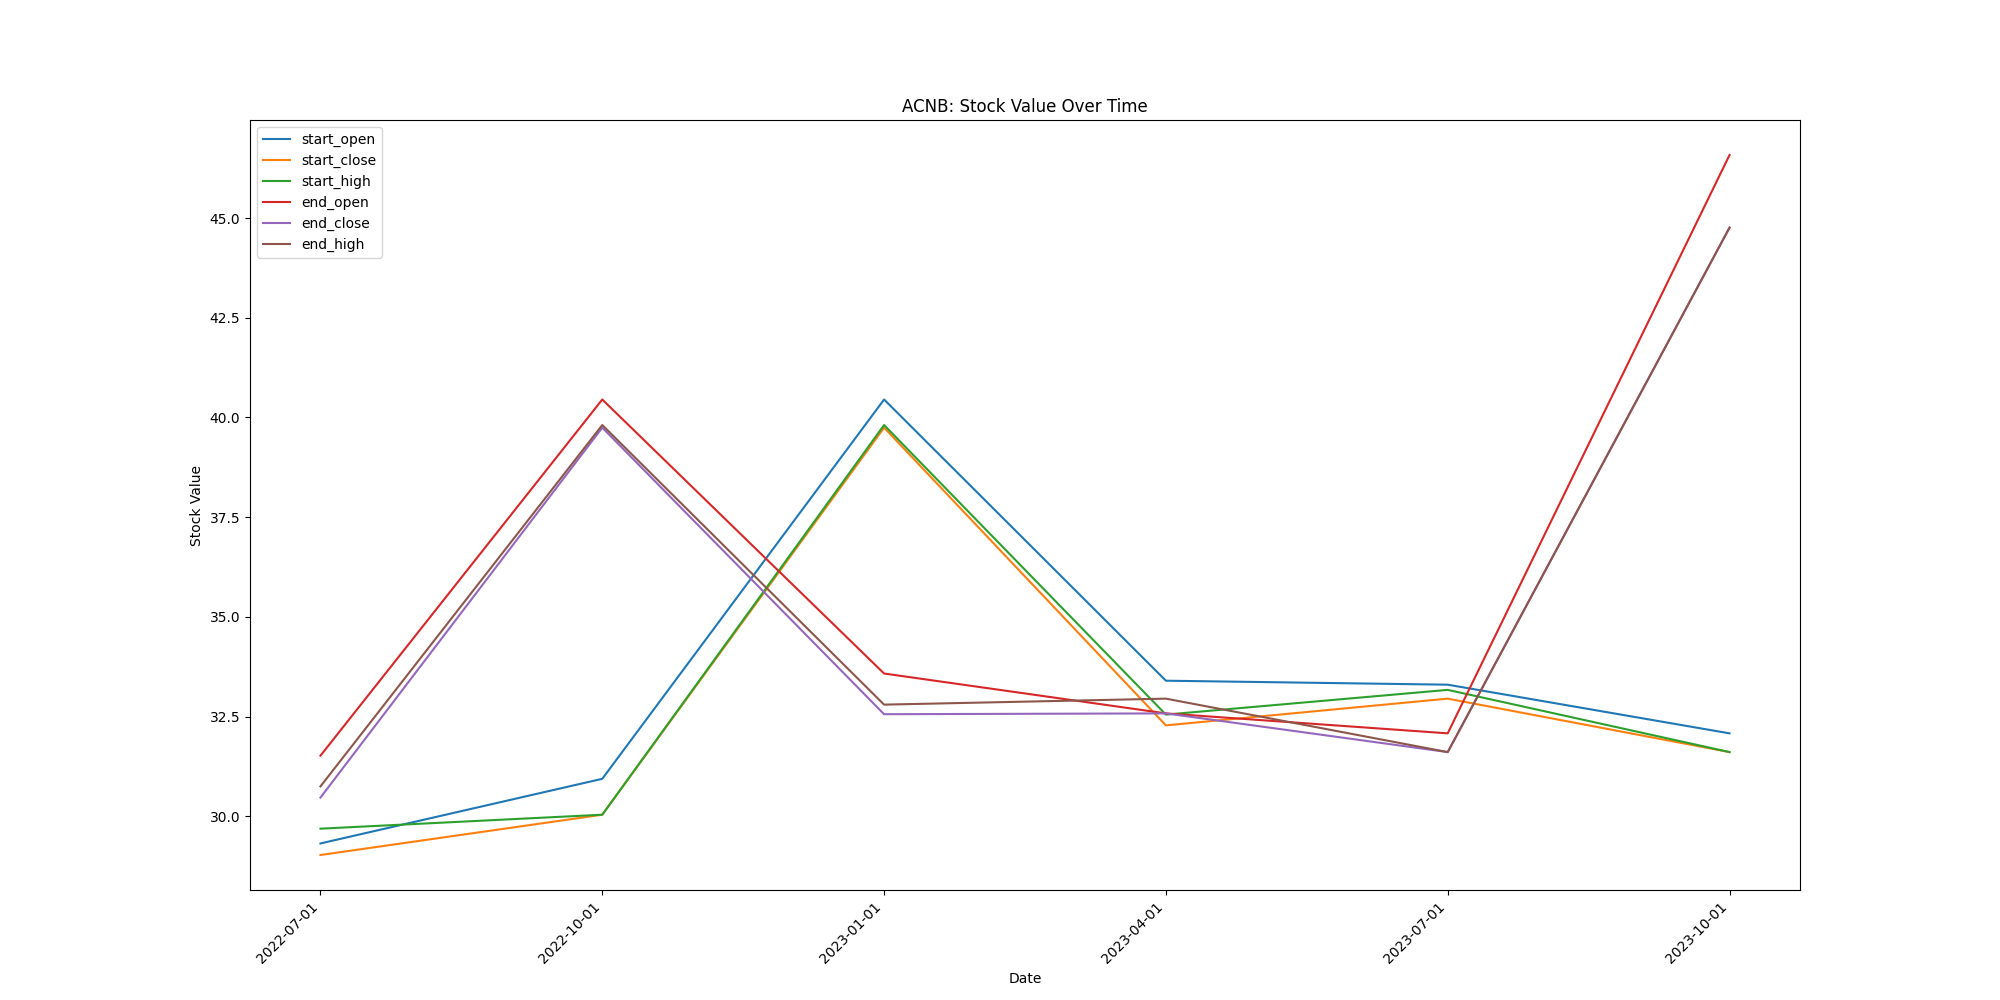 ACNB: Stock Value Over Time
start_open
start_close
start_high
end_open
end_close
end_high
45.0
42.5
40.0
37.5
35.0
32.5
30.0
Stock Value
2022-07-01
2022-10-01
2023-01-01
2023-04-01
2023-07-01
2023-10-01
Date